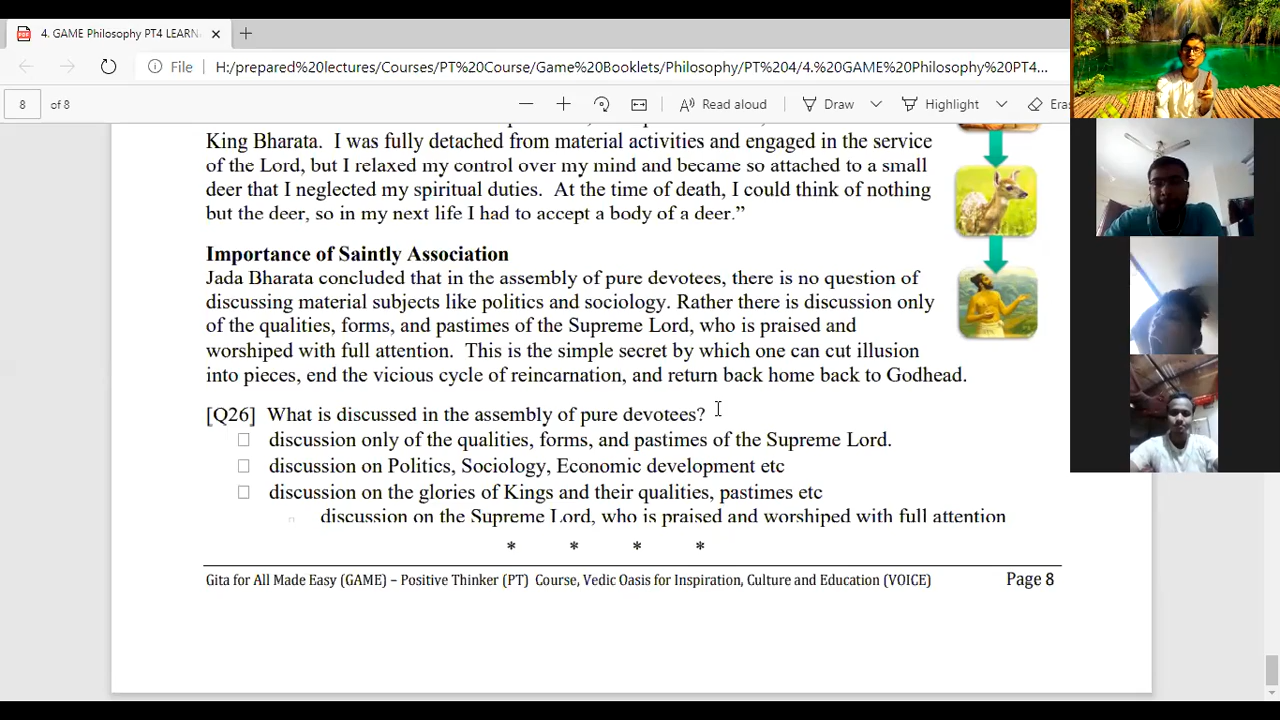 4. GAME Philosophy PT4 LEARN
File
H:/prepared%20lectures/Courses/PT%20Course/Game%20Booklets/Philosophy/PT%204/4.%20GAME%20Philosophy%20PT4...
8 of 8
Read aloud
Draw
Highlight
Eras
King Bharata. I was fully detached from material activities and engaged in the service
of the Lord, but I relaxed my control over my mind and became so attached to a small
deer that I neglected my spiritual duties. At the time of death, I could think of nothing
but the deer, so in my next life I had to accept a body of a deer.”
Importance of Saintly Association
Jada Bharata concluded that in the assembly of pure devotees, there is no question of
discussing material subjects like politics and sociology. Rather there is discussion only
of the qualities, forms, and pastimes of the Supreme Lord, who is praised and
worshiped with full attention. This is the simple secret by which one can cut illusion
into pieces, end the vicious cycle of reincarnation, and return back home back to Godhead.
[Q26] What is discussed in the assembly of pure devotees?
discussion only of the qualities, forms, and pastimes of the Supreme Lord.
discussion on Politics, Sociology, Economic development etc
discussion on the glories of Kings and their qualities, pastimes etc
discussion on the Supreme Lord, who is praised and worshiped with full attention
* * * *
Gita for All Made Easy (GAME) – Positive Thinker (PT) Course, Vedic Oasis for Inspiration, Culture and Education (VOICE) Page 8